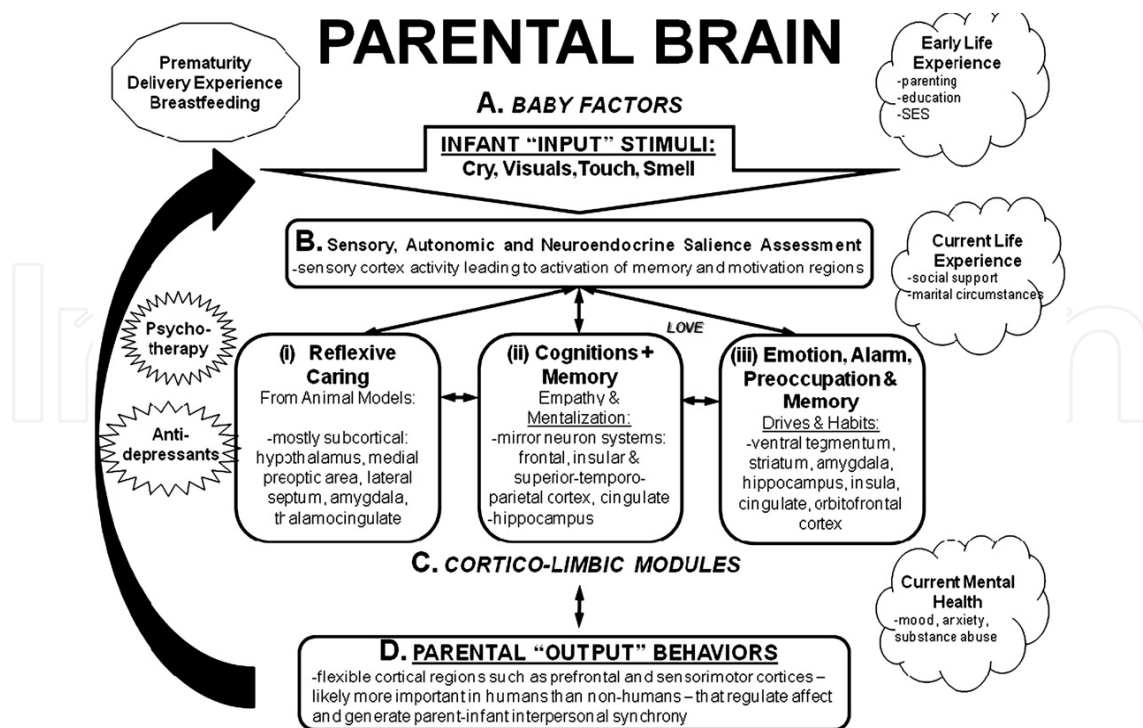 PARENTAL BRAIN
Prematurity
Delivery Experience
Breastfeeding
Early Life
Experience
-parenting
-education
-SES
A. BABY FACTORS
INFANT “INPUT” STIMULI:
Cry, Visuals, Touch, Smell
B. Sensory, Autonomic and Neuroendocrine Salience Assessment
-sensory cortex activity leading to activation of memory and motivation regions
Current Life
Experience
-social support
-marital circumstances
Psycho-
therapy
Anti-
depressants
LOVE
(i) Reflexive
Caring
From Animal Models:
-mostly subcortical:
hypothalamus, medial
preoptic area, lateral
septum, amygdala,
thalamocingulate
(ii) Cognitions +
Memory
Empathy &
Mentalization:
-mirror neuron systems:
frontal, insular &
superior-temporo-
parietal cortex, cingulate
-hippocampus
(iii) Emotion, Alarm,
Preoccupation &
Memory
Drives & Habits:
-ventral tegmentum,
striatum, amygdala,
hippocampus, insula,
cingulate, orbitofrontal
cortex
C. CORTICO-LIMBIC MODULES
Current Mental
Health
-mood, anxiety,
substance abuse
D. PARENTAL “OUTPUT” BEHAVIORS
-flexible cortical regions such as prefrontal and sensorimotor cortices –
likely more important in humans than non-humans – that regulate affect
and generate parent-infant interpersonal synchrony